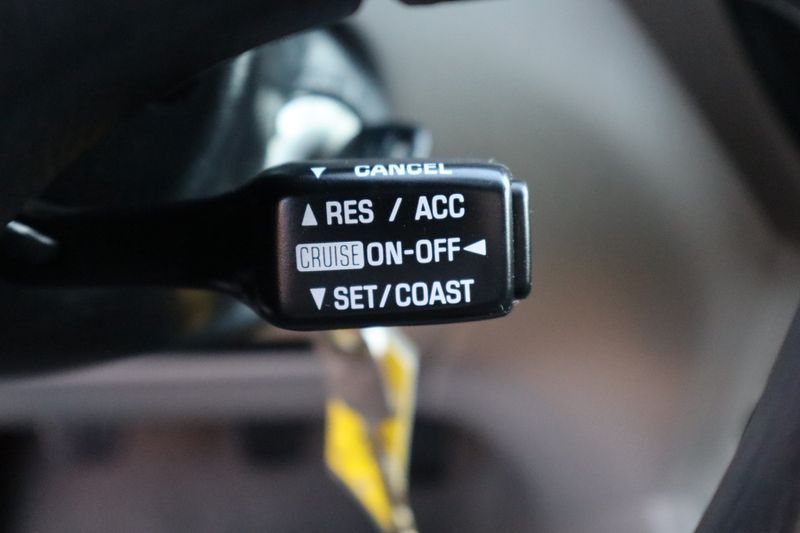 ▼ CANCEL
▲ RES / ACC
CRUISE ON-OFF ◀
▼ SET/COAST